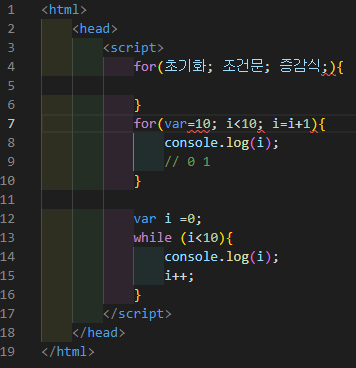 1 <html>
2 <head>
3 <script>
4 for(초기화; 조건문; 증감식;){
5
6 }
7 for(var=10; i<10; i=i+1){
8 console.log(i);
9 // 0 1
10 }
11
12 var i =0;
13 while (i<10){
14 console.log(i);
15 i++;
16 }
17 </script>
18 </head>
19 </html>